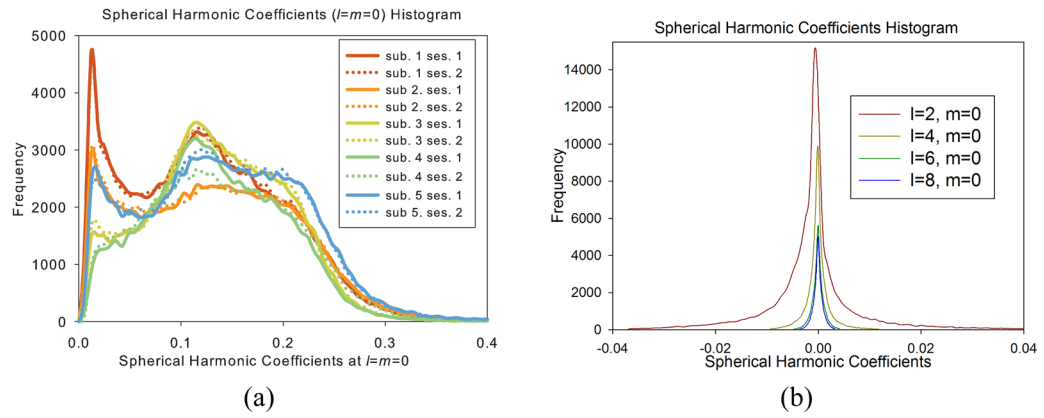 Spherical Harmonic Coefficients (l=m=0) Histogram
5000
4000
3000
2000
1000
0
Frequency
sub. 1 ses. 1
sub. 1 ses. 2
sub 2. ses. 1
sub 2. ses. 2
sub. 3 ses. 1
sub. 3 ses. 2
sub. 4 ses. 1
sub. 4 ses. 2
sub. 5 ses. 1
sub 5. ses. 2
0.0 0.1 0.2 0.3 0.4
Spherical Harmonic Coefficients at l=m=0
(a)
Spherical Harmonic Coefficients Histogram
14000
12000
10000
8000
6000
4000
2000
0
Frequency
l=2, m=0
l=4, m=0
l=6, m=0
l=8, m=0
-0.04 -0.02 0.00 0.02 0.04
Spherical Harmonic Coefficients
(b)